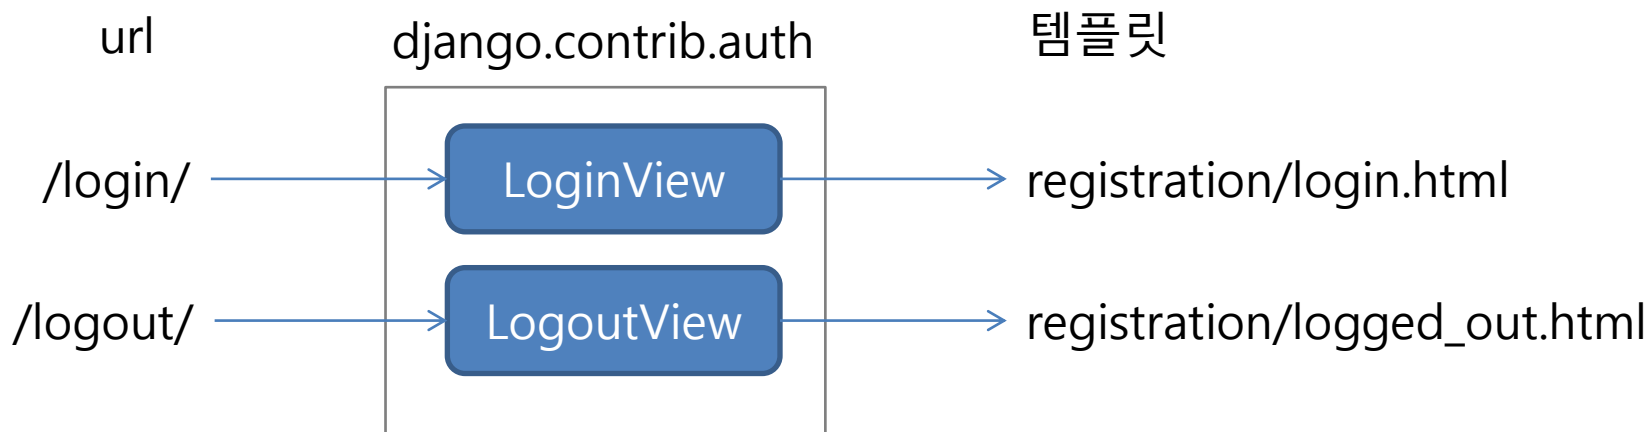 url django.contrib.auth 템플릿
/login/ LoginView registration/login.html
/logout/ LogoutView registration/logged_out.html